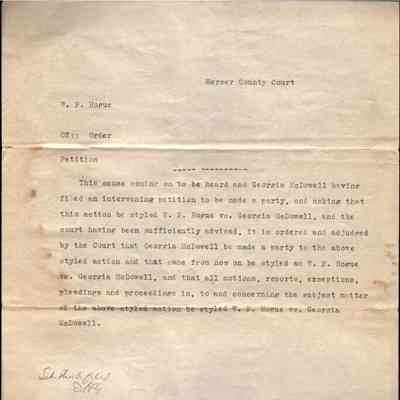 Mercer County Court
W. P. Hogue
Of:: Order
Petition
This cause coming on to be heard and Georgia McDowell having
filed an intervening petition to be made a party, and asking that
this action be styled W. P. Hogue vs. Georgia McDowell, and the
court having been sufficiently advised, it is ordered and adjudged
by the Court that Georgia McDowell be made a party to the above
styled action and that same from now on be styled as W. P. Hogue
vs. Georgia McDowell, and that all motions, reports, exceptions,
pleadings and proceedings in, to and concerning the subject matter
of the above styled action be styled W. P. Hogue vs. Georgia
McDowell.